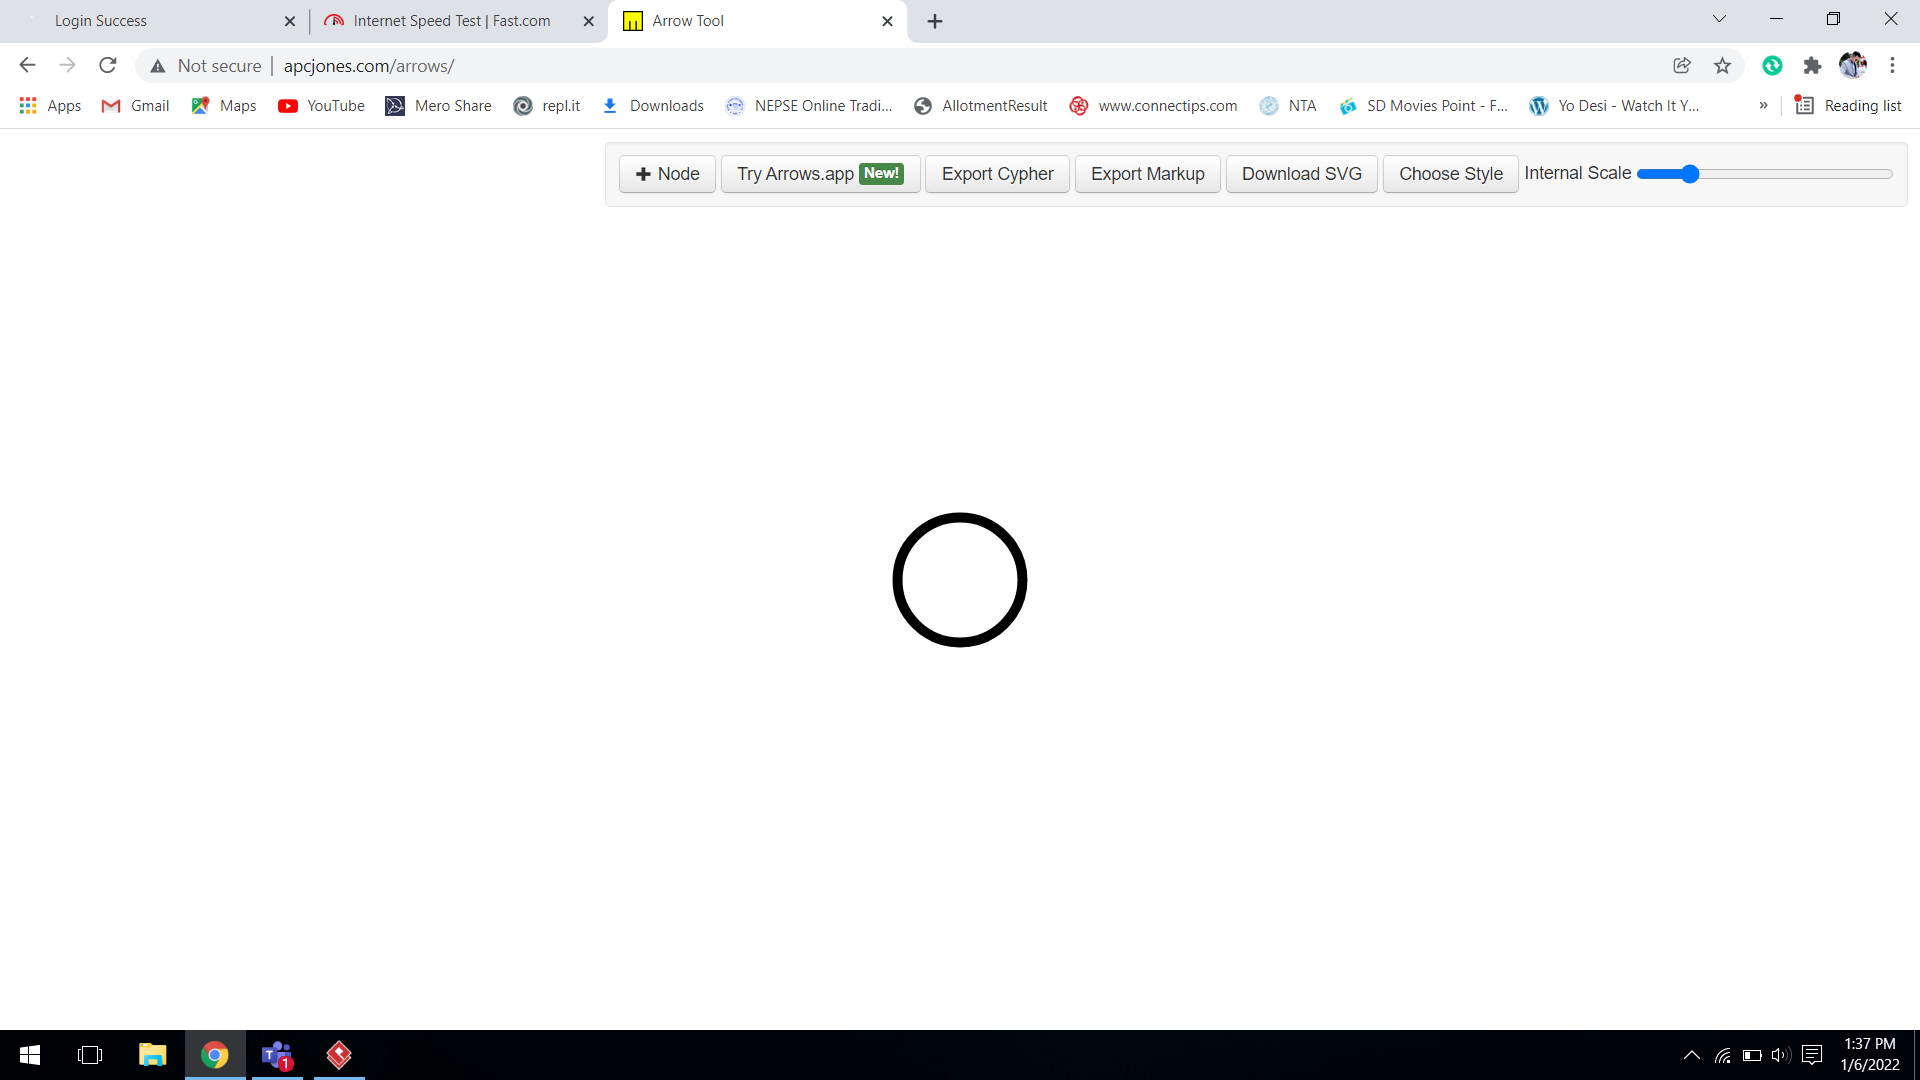 Login Success
Internet Speed Test | Fast.com
Arrow Tool
Not secure | apcjones.com/arrows/
Apps Gmail Maps YouTube Mero Share repl.it Downloads NEPSE Online Tradi... AllotmentResult www.connectips.com NTA SD Movies Point - F... Yo Desi - Watch It Y... » Reading list
+ Node Try Arrows.app New! Export Cypher Export Markup Download SVG Choose Style Internal Scale
T 1
1:37 PM
1/6/2022